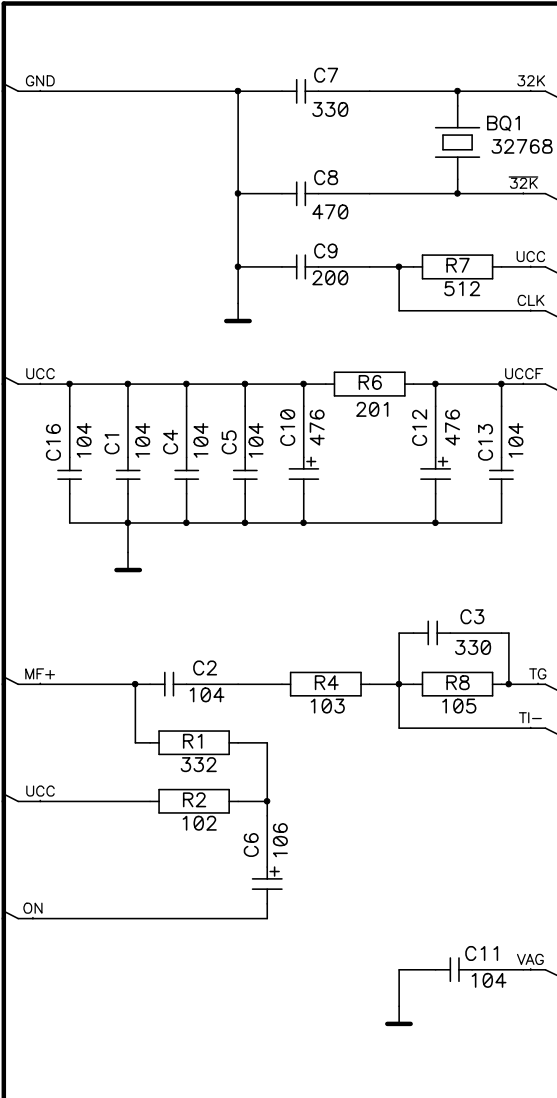 GND
C7
330
32K
BQ1
32768
C8
470
32K
C9
200
R7
512
UCC
CLK
UCC
C16
104
C1
104
C4
104
C5
104
C10
476
+
R6
201
C12
476
+
C13
104
UCCF
C3
330
MF+
C2
104
R4
103
R8
105
TG
TI-
R1
332
UCC
R2
102
C6
106
+
ON
C11
104
VAG